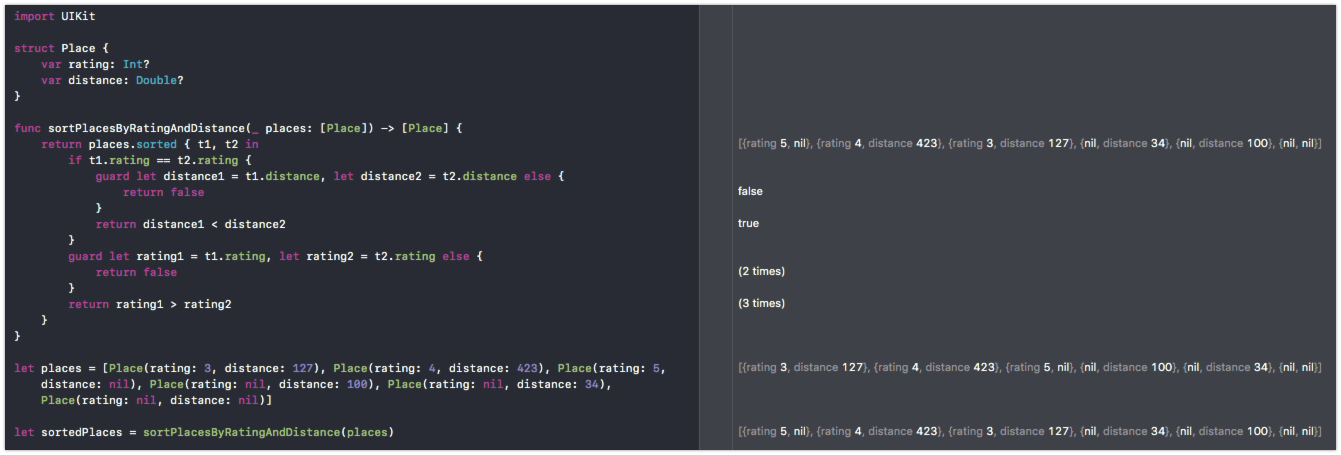 import UIKit
struct Place {
    var rating: Int?
    var distance: Double?
}
func sortPlacesByRatingAndDistance(_ places: [Place]) -> [Place] {
    return places.sorted { t1, t2 in
        if t1.rating == t2.rating {
            guard let distance1 = t1.distance, let distance2 = t2.distance else {
                return false
            }
            return distance1 < distance2
        }
        guard let rating1 = t1.rating, let rating2 = t2.rating else {
            return false
        }
        return rating1 > rating2
    }
}
let places = [Place(rating: 3, distance: 127), Place(rating: 4, distance: 423), Place(rating: 5,
    distance: nil), Place(rating: nil, distance: 100), Place(rating: nil, distance: 34),
    Place(rating: nil, distance: nil)]
let sortedPlaces = sortPlacesByRatingAndDistance(places)
[{rating 5, nil}, {rating 4, distance 423}, {rating 3, distance 127}, {nil, distance 34}, {nil, distance 100}, {nil, nil}]
false
true
(2 times)
(3 times)
[{rating 3, distance 127}, {rating 4, distance 423}, {rating 5, nil}, {nil, distance 100}, {nil, distance 34}, {nil, nil}]
[{rating 5, nil}, {rating 4, distance 423}, {rating 3, distance 127}, {nil, distance 34}, {nil, distance 100}, {nil, nil}]